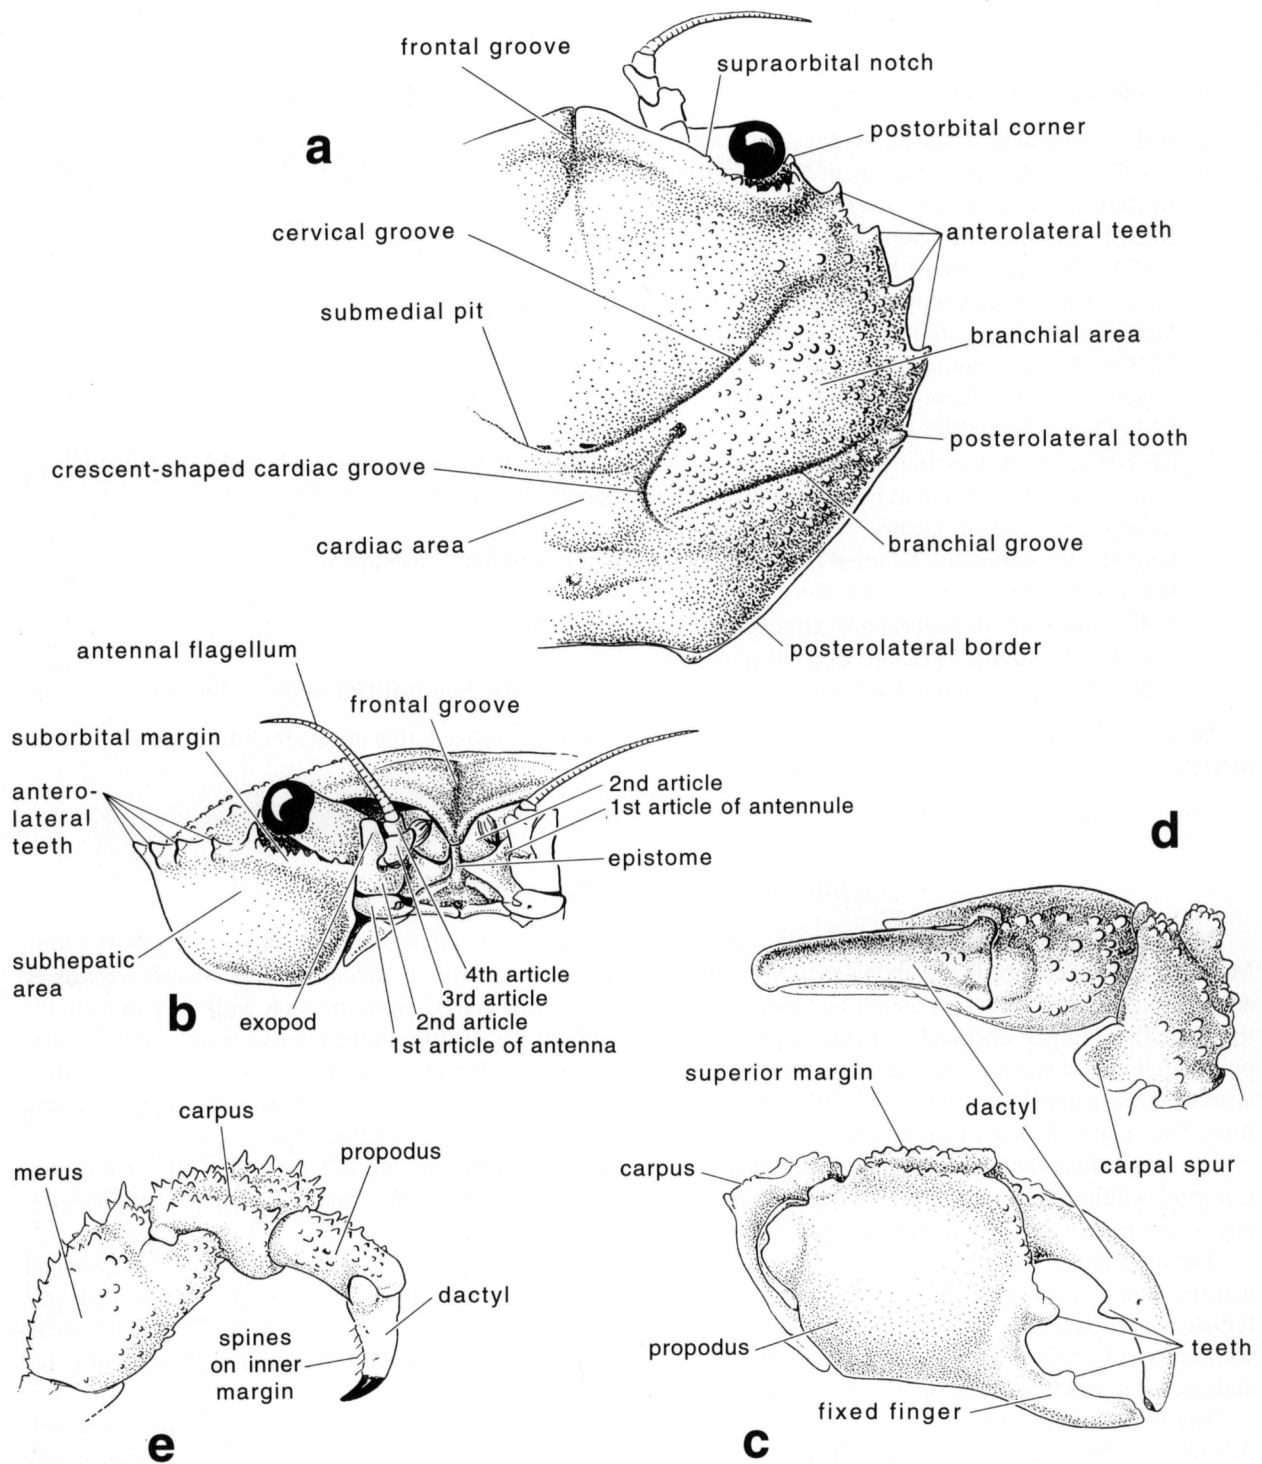 frontal groove
supraorbital notch
a
postorbital corner
cervical groove
anterolateral teeth
submedial pit
branchial area
posterolateral tooth
crescent-shaped cardiac groove
cardiac area
branchial groove
posterolateral border
antennal flagellum
frontal groove
suborbital margin
antero-
lateral
teeth
2nd article
1st article of antennule
epistome
subhepatic
area
b
exopod
4th article
3rd article
2nd article
1st article of antenna
d
superior margin
dactyl
carpal spur
carpus
propodus
fixed finger
teeth
c
carpus
merus
propodus
dactyl
spines
on inner
margin
e